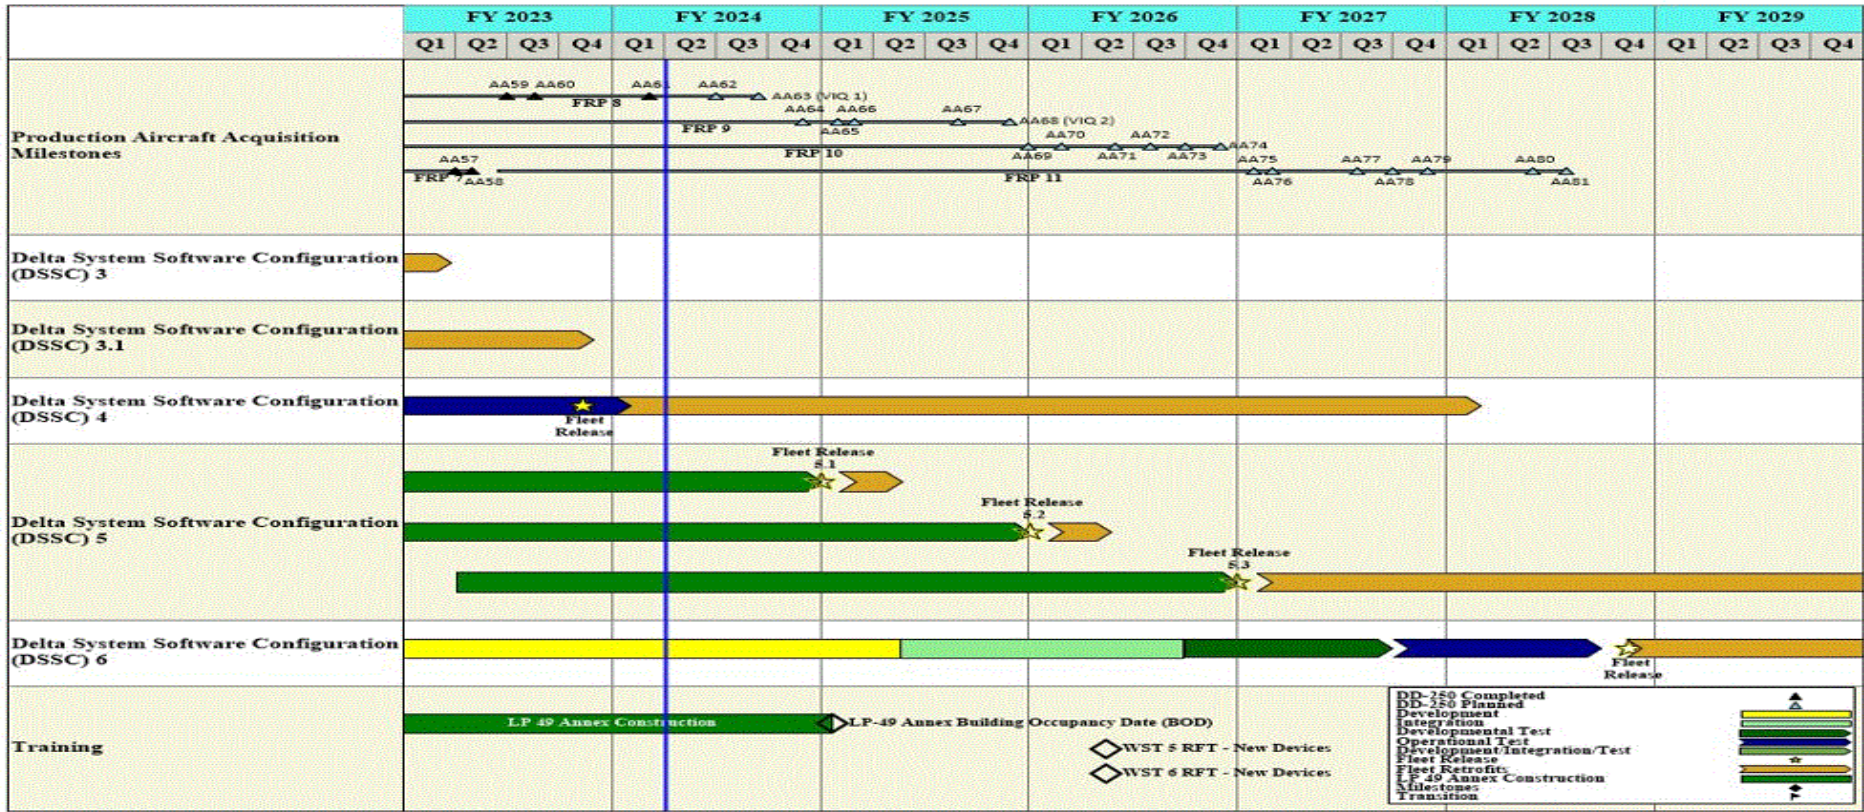 FY 2023 FY 2024 FY 2025 FY 2026 FY 2027 FY 2028 FY 2029
Q1 Q2 Q3 Q4 Q1 Q2 Q3 Q4 Q1 Q2 Q3 Q4 Q1 Q2 Q3 Q4 Q1 Q2 Q3 Q4 Q1 Q2 Q3 Q4 Q1 Q2 Q3 Q4
Production Aircraft Acquisition
Milestones
AA59 AA60 AA61 AA62
FRP 8 AA63 (VIQ 1)
AA64 AA66 AA67
FRP 9 AA65 AA68 (VIQ 2)
AA70 AA72
FRP 10 AA69 AA71 AA73 AA74
AA57 AA75 AA77 AA79 AA80
FRP 7 AA58 FRP 11 AA76 AA78 AA81
Delta System Software Configuration
(DSSC) 3
Delta System Software Configuration
(DSSC) 3.1
Delta System Software Configuration
(DSSC) 4
Fleet
Release
Delta System Software Configuration
(DSSC) 5
Fleet Release
5.1
Fleet Release
5.2
Fleet Release
5.3
Delta System Software Configuration
(DSSC) 6
Fleet
Release
Training
LP 49 Annex Construction
LP-49 Annex Building Occupancy Date (BOD)
WST 5 RFT - New Devices
WST 6 RFT - New Devices
DD-250 Completed
DD-250 Planned
Development
Integration
Developmental Test
Operational Test
Development/Integration/Test
Fleet Release
Fleet Retrofits
LP 49 Annex Construction
Milestones
Transition